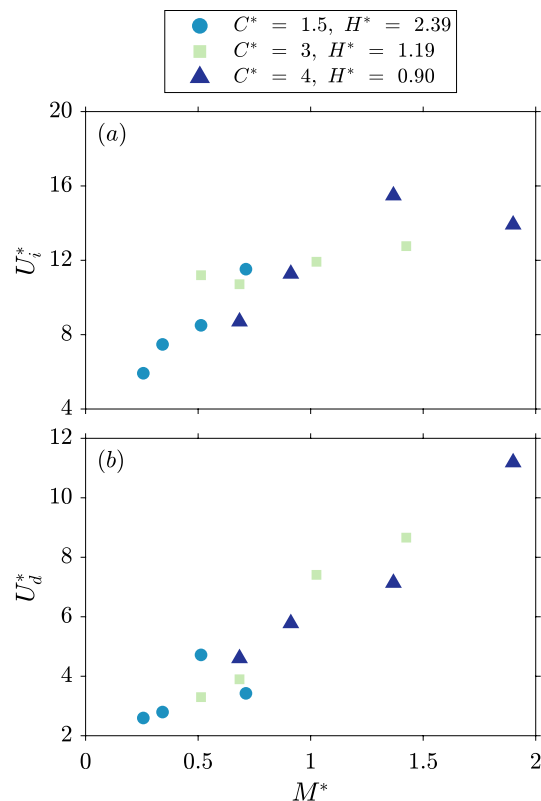 C* = 1.5, H* = 2.39
C* = 3, H* = 1.19
C* = 4, H* = 0.90
(a)
20
16
12
8
4
U*i
(b)
12
10
8
6
4
2
U*d
0 0.5 1 1.5 2
M*